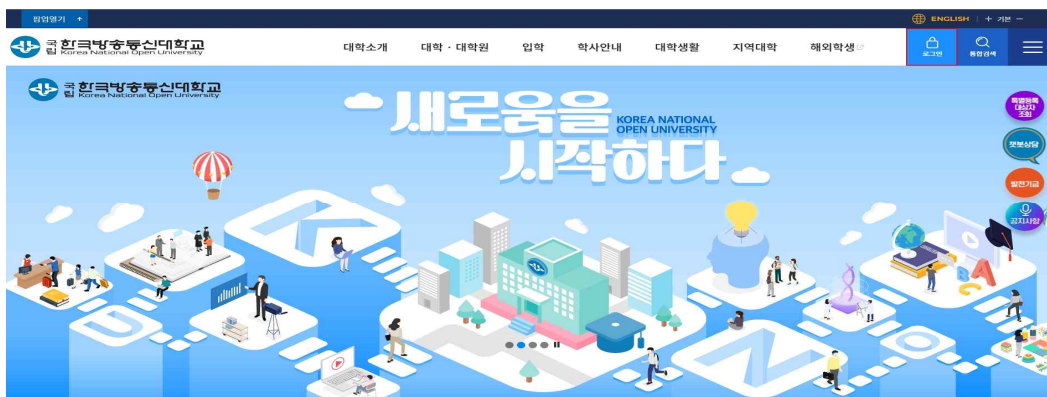 팝업열기 +
ENGLISH + 기본 -
국립 한국방송통신대학교
Korea National Open University
대학소개 대학·대학원 입학 학사안내 대학생활 지역대학 해외학생
로그인 통합검색
국립 한국방송통신대학교
Korea National Open University
새로움을
KOREA NATIONAL
OPEN UNIVERSITY
시작하다
특별등록
대상자
조회
챗봇상담
발전기금
공지사항
K
N
O
U
B
A
C